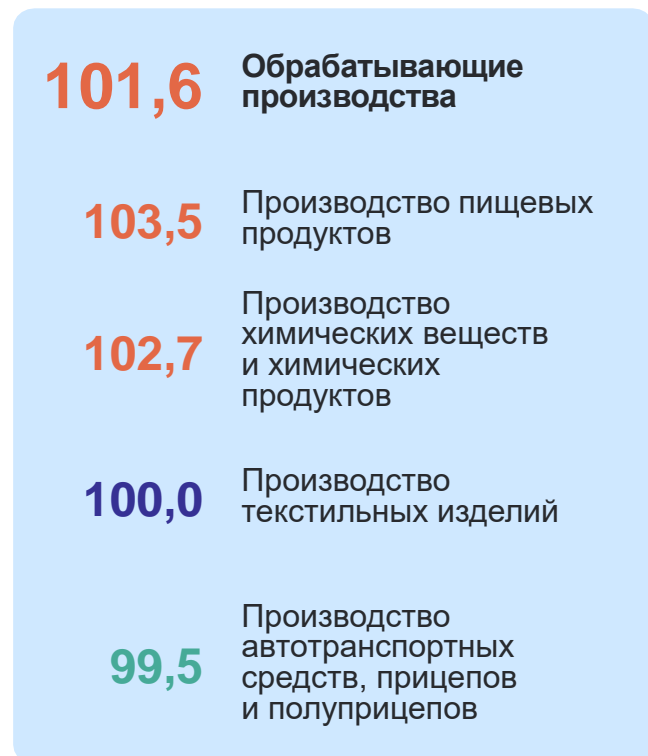 101,6
Обрабатывающие
производства
103,5
Производство пищевых
продуктов
102,7
Производство
химических веществ
и химических
продуктов
100,0
Производство
текстильных изделий
99,5
Производство
автотранспортных
средств, прицепов
и полуприцепов